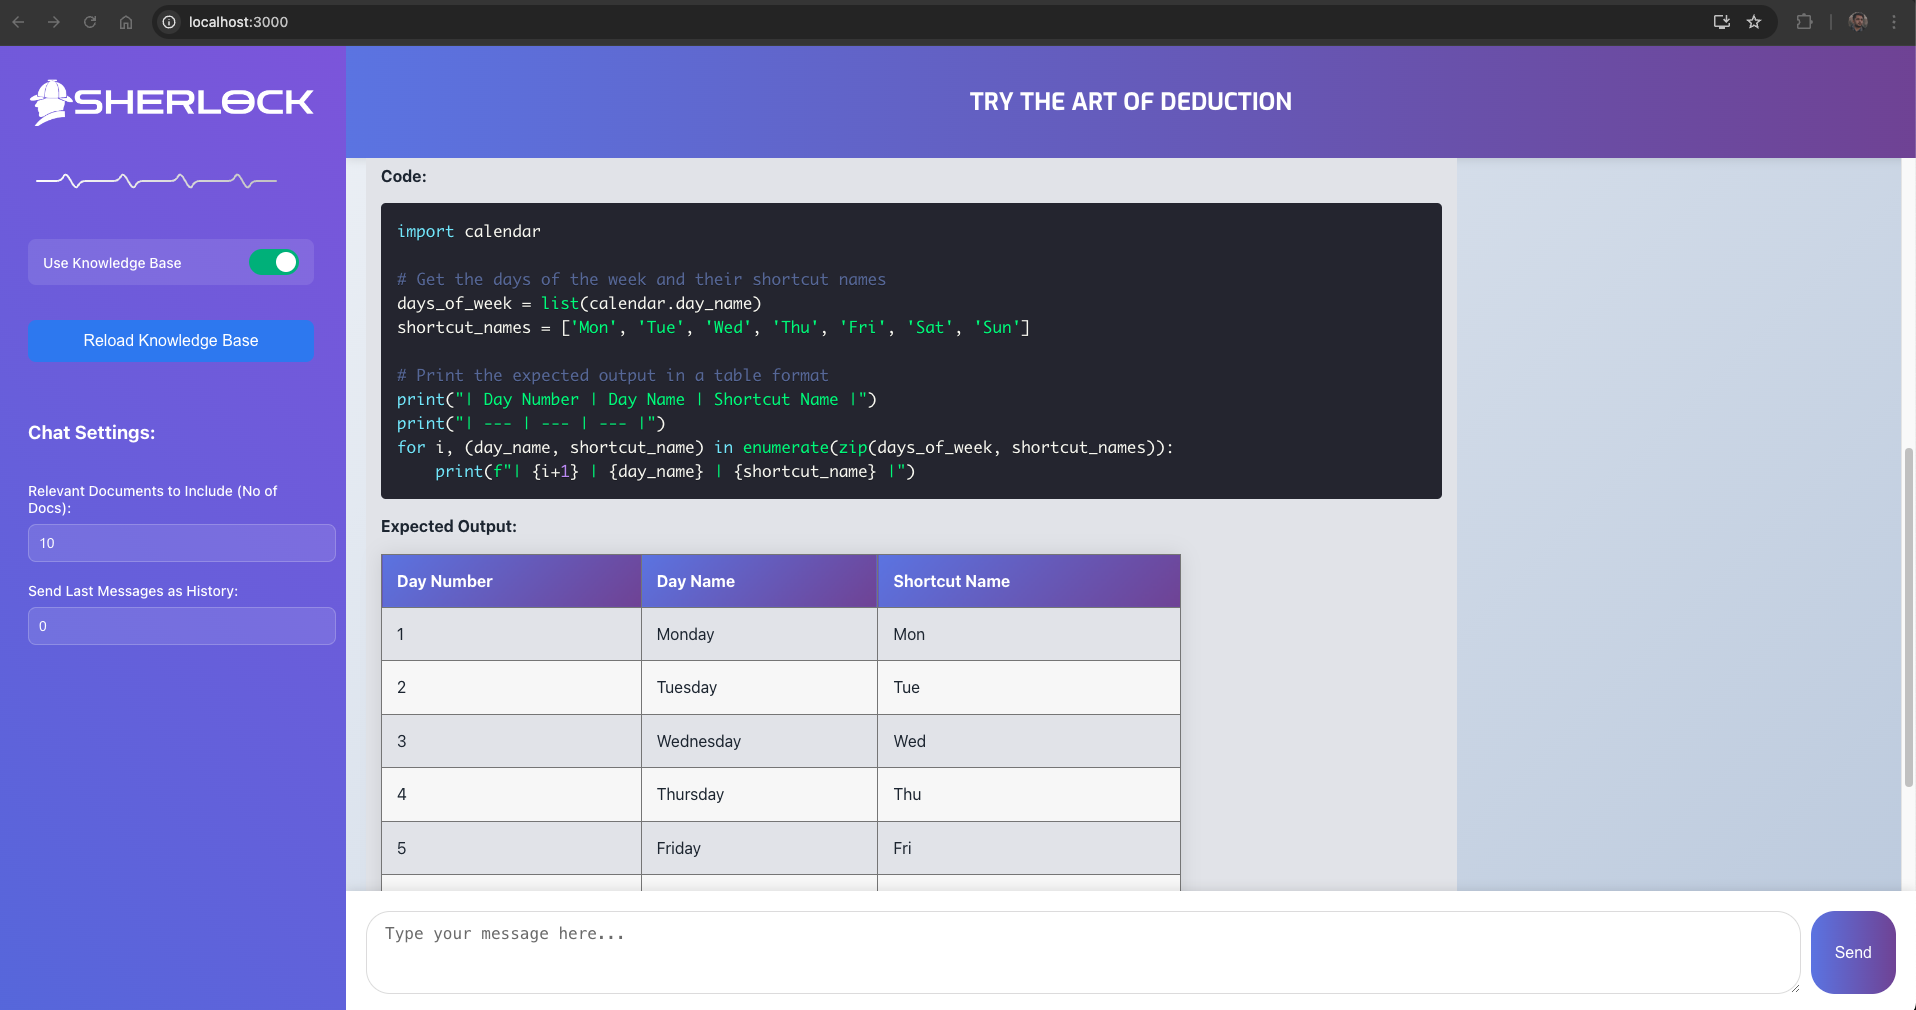 localhost:3000
SHERLOCK
TRY THE ART OF DEDUCTION
Use Knowledge Base
Reload Knowledge Base
Chat Settings:
Relevant Documents to Include (No of
Docs):
10
Send Last Messages as History:
0
Code:
import calendar
# Get the days of the week and their shortcut names
days_of_week = list(calendar.day_name)
shortcut_names = ['Mon', 'Tue', 'Wed', 'Thu', 'Fri', 'Sat', 'Sun']
# Print the expected output in a table format
print("| Day Number | Day Name | Shortcut Name |")
print("| --- | --- | --- |")
for i, (day_name, shortcut_name) in enumerate(zip(days_of_week, shortcut_names)):
    print(f"| {i+1} | {day_name} | {shortcut_name} |")
Expected Output:
Day Number Day Name Shortcut Name
1 Monday Mon
2 Tuesday Tue
3 Wednesday Wed
4 Thursday Thu
5 Friday Fri
Type your message here...
Send